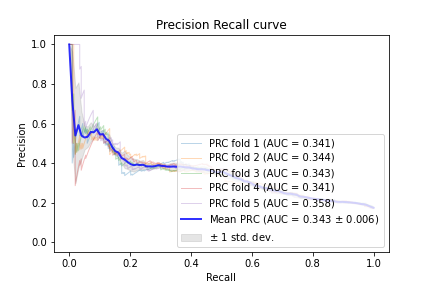 Precision Recall curve
1.0
0.8
0.6
0.4
0.2
0.0
Precision
PRC fold 1 (AUC = 0.341)
PRC fold 2 (AUC = 0.344)
PRC fold 3 (AUC = 0.343)
PRC fold 4 (AUC = 0.341)
PRC fold 5 (AUC = 0.358)
Mean PRC (AUC = 0.343 ± 0.006)
± 1 std. dev.
0.0 0.2 0.4 0.6 0.8 1.0
Recall